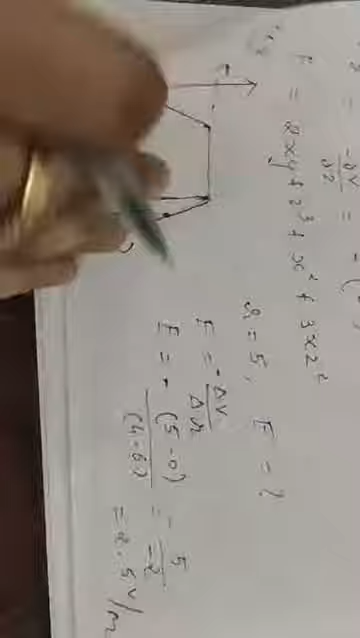 = -∂V/∂z = - (
F = 2xy + z³ + x² + 3xz²
r = 5, E = ?
E = -ΔV/Δr
E = - (5-0)/(4-6) = - 5/-2
= 2.5 V/m